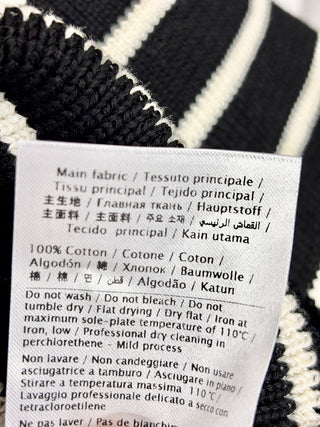 Main fabric / Tessuto principale /
Tissu principal / Tejido principal /
主生地 / Главная ткань / Hauptstoff /
主面料 / 主面料 / 주요 소재 / القماش الرئيسي /
Tecido principal / Kain utama
100% Cotton / Cotone / Coton /
Algodón / 綿 / Хлопок / Baumwolle /
棉 / 棉 / 면 / قطن / Algodão / Katun
Do not wash / Do not bleach / Do not
tumble dry / Flat drying / Dry flat / Iron at
maximum sole-plate temperature of 110°C /
Iron, low / Professional dry cleaning in
perchlorethene - Mild process
Non lavare / Non candeggiare / Non usare
asciugatrice a tamburo / Asciugare in piano /
Stirare a temperatura massima 110°C /
Lavaggio professionale delicato a secco con
tetracloroetilene
Ne pas laver / Pas de blanchim